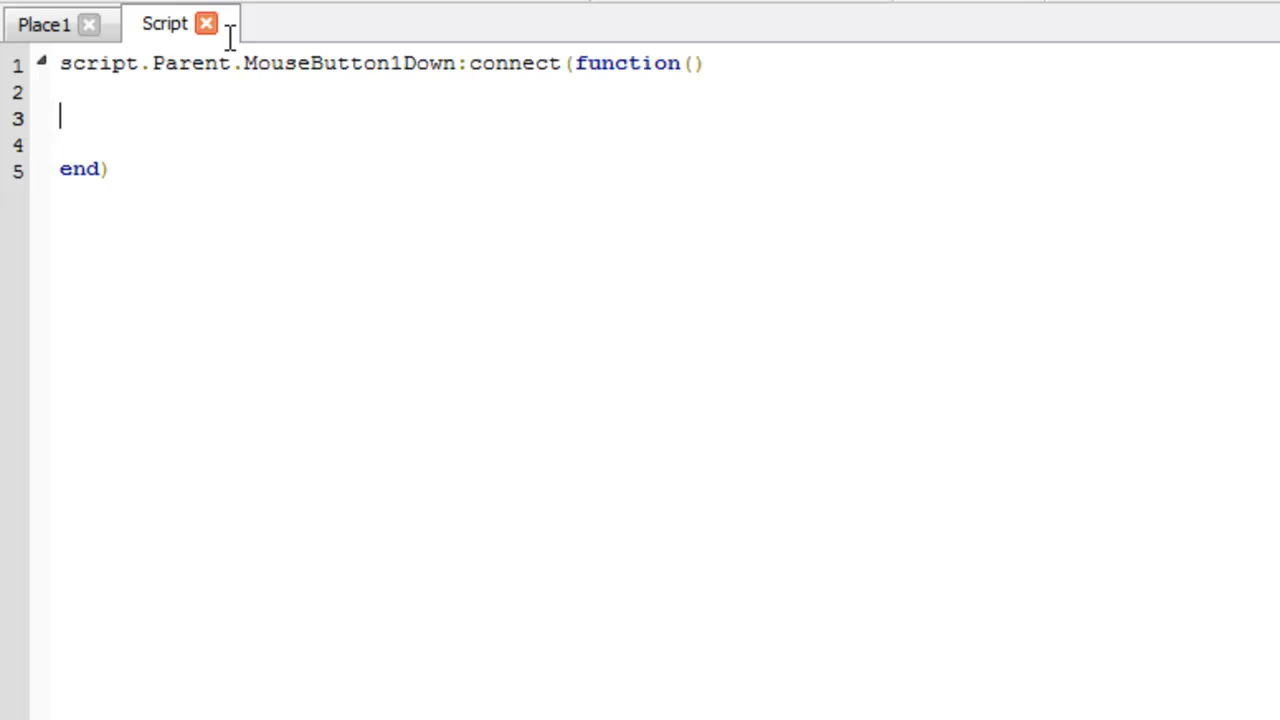 Place1 Script
1 script.Parent.MouseButton1Down:connect(function()
2
3
4
5 end)